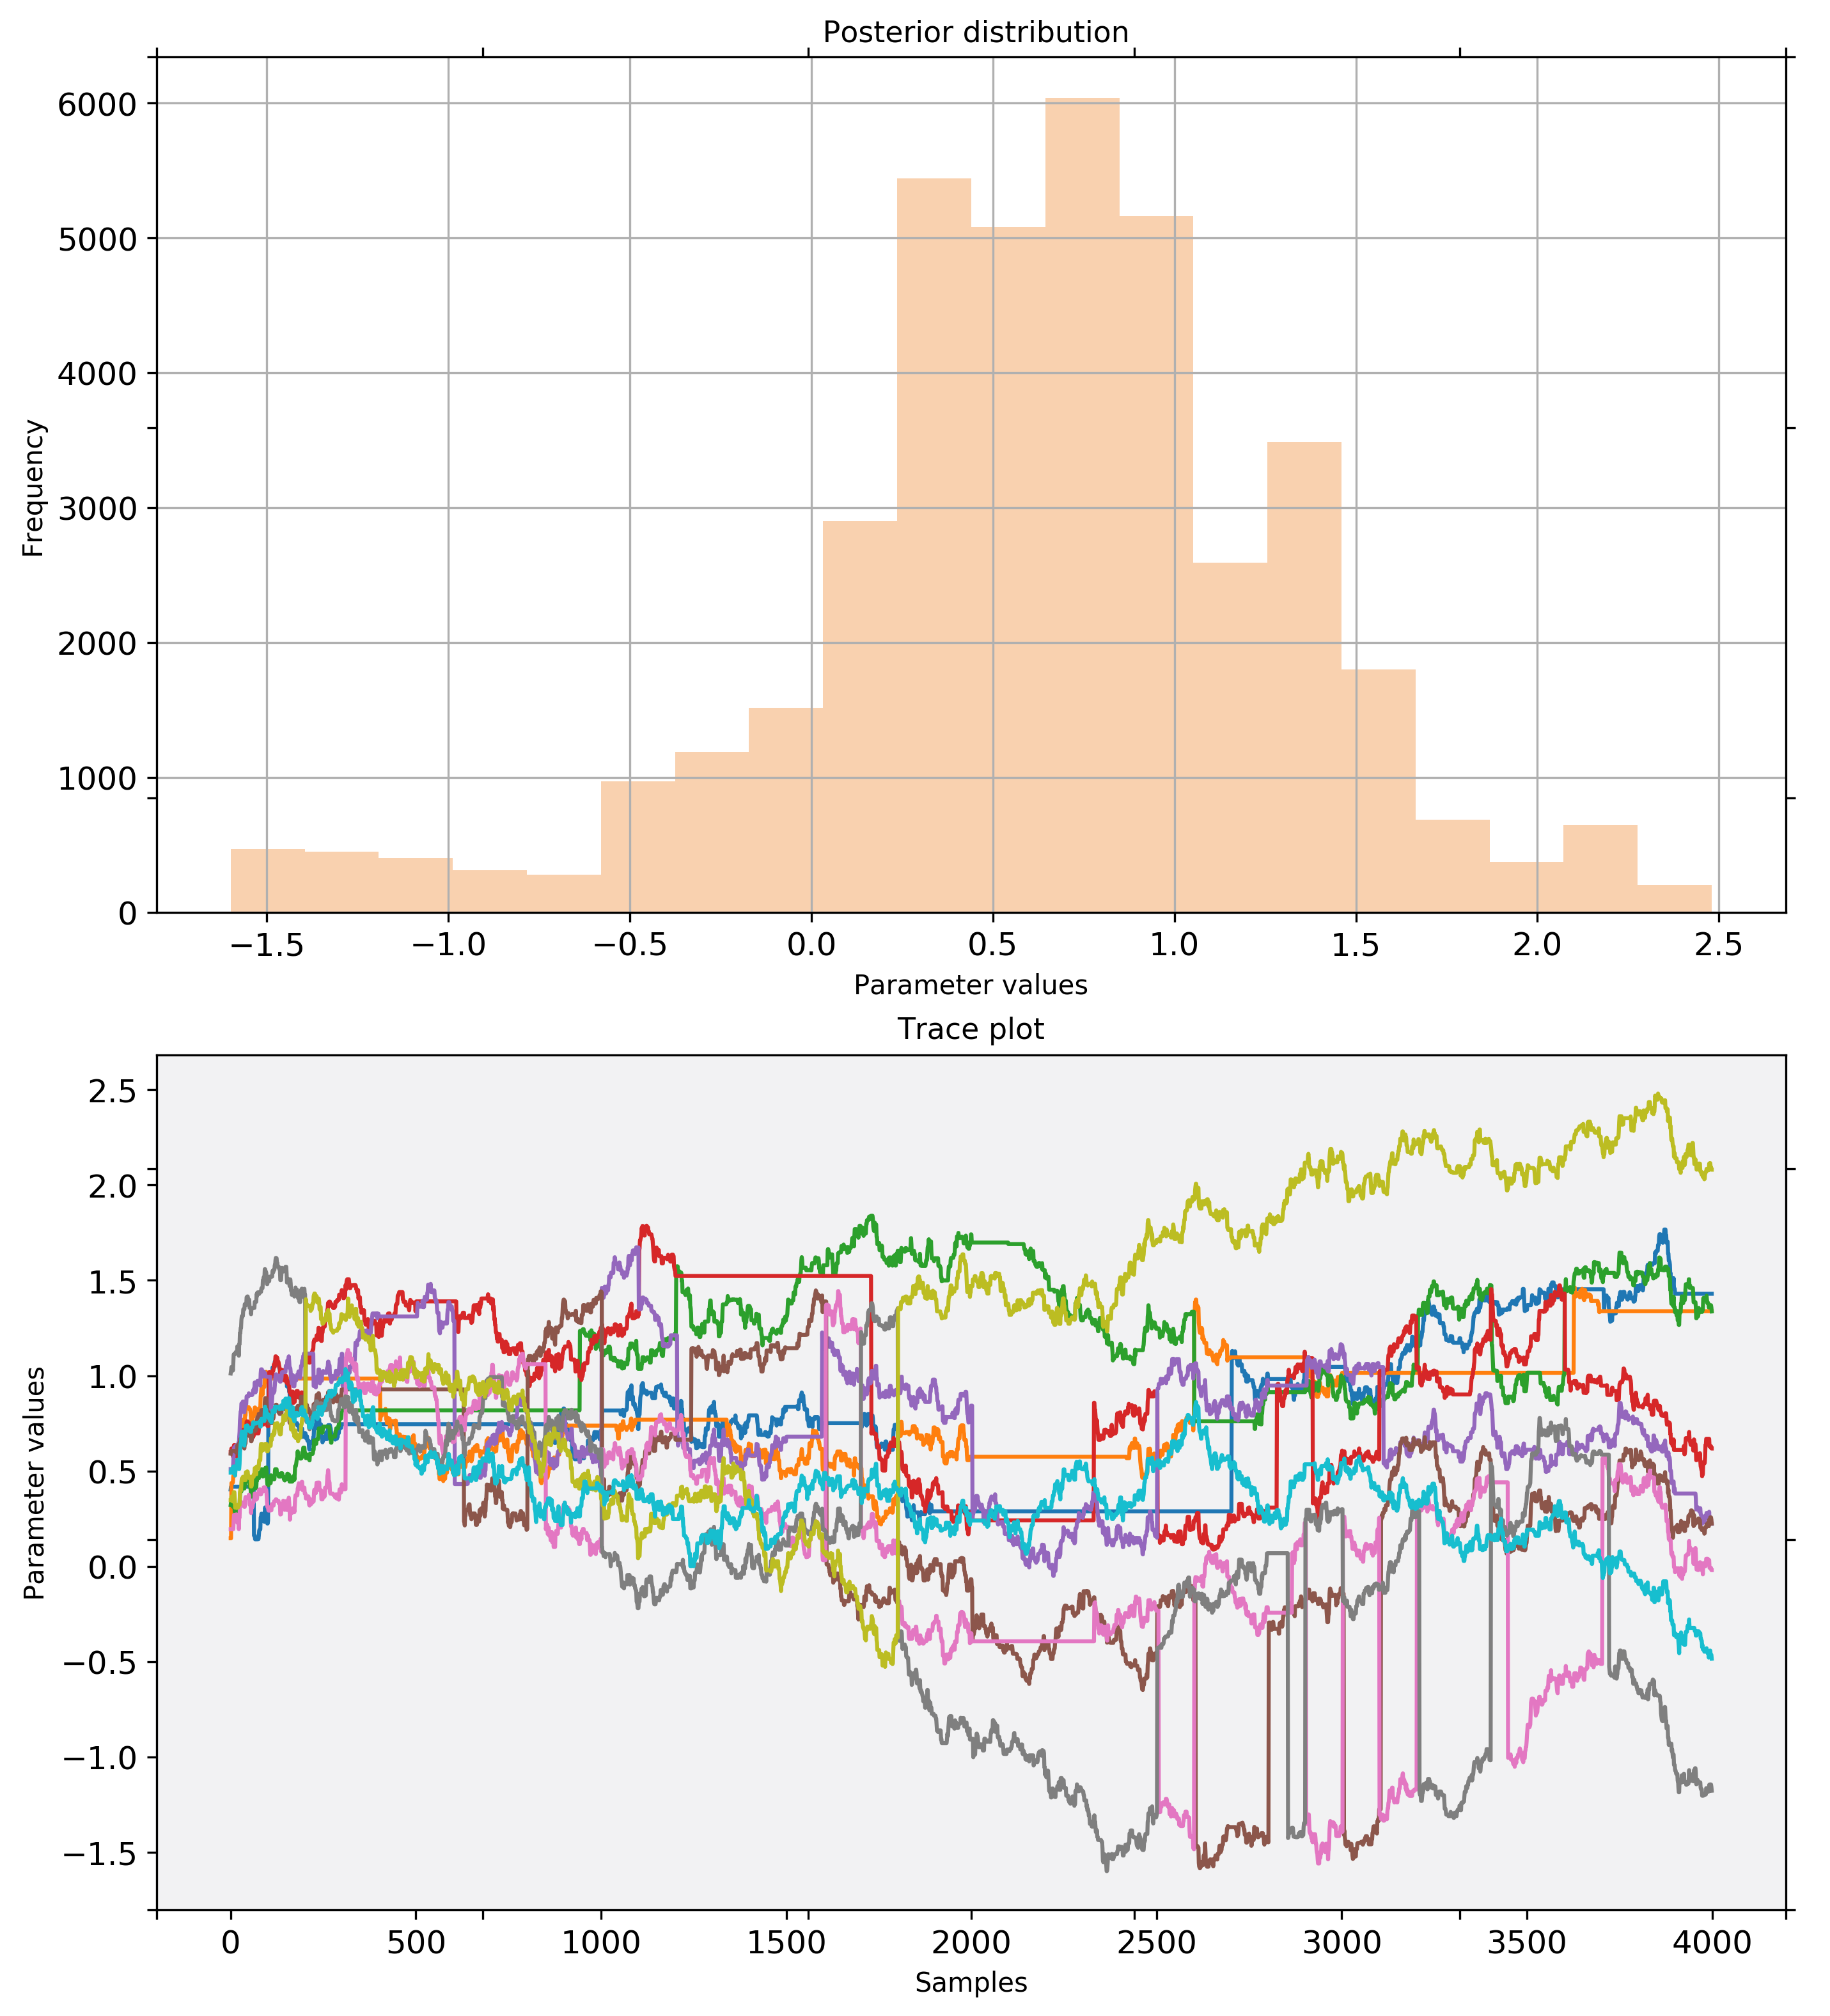 Posterior distribution
6000
5000
4000
3000
2000
1000
0
Frequency
−1.5 −1.0 −0.5 0.0 0.5 1.0 1.5 2.0 2.5
Parameter values
Trace plot
2.5
2.0
1.5
1.0
0.5
0.0
−0.5
−1.0
−1.5
Parameter values
0 500 1000 1500 2000 2500 3000 3500 4000
Samples